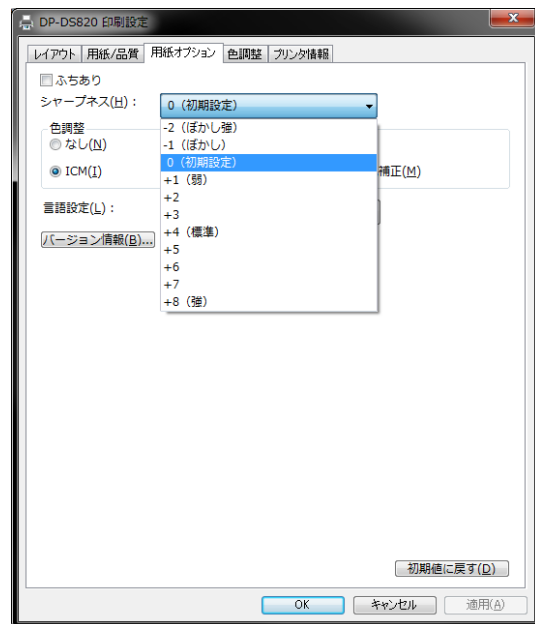 DP-DS820 印刷設定
レイアウト 用紙/品質 用紙オプション 色調整 プリンタ情報
ふちあり
シャープネス(H): 0(初期設定)
-2(ぼかし強)
-1(ぼかし)
0(初期設定)
+1(弱)
+2
+3
+4(標準)
+5
+6
+7
+8(強)
色調整
なし(N)
ICM(I) 補正(M)
言語設定(L):
バージョン情報(B)...
初期値に戻す(D)
OK キャンセル 適用(A)